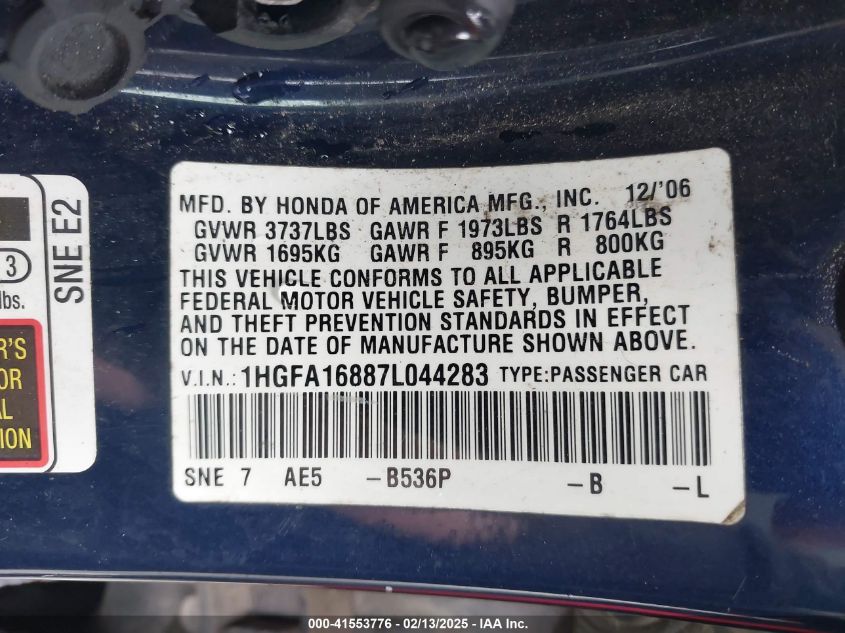 MFD. BY HONDA OF AMERICA MFG., INC. 12/'06
GVWR 3737LBS GAWR F 1973LBS R 1764LBS
GVWR 1695KG GAWR F 895KG R 800KG
THIS VEHICLE CONFORMS TO ALL APPLICABLE
FEDERAL MOTOR VEHICLE SAFETY, BUMPER,
AND THEFT PREVENTION STANDARDS IN EFFECT
ON THE DATE OF MANUFACTURE SHOWN ABOVE.
V.I.N.: 1HGFA16887L044283 TYPE:PASSENGER CAR
SNE 7 AE5 -B536P -B -L
SNE E2
3
lbs.
R'S
OR
AL
TION
000-41553776 - 02/13/2025 - Copyright © 2025 - IAA Inc.